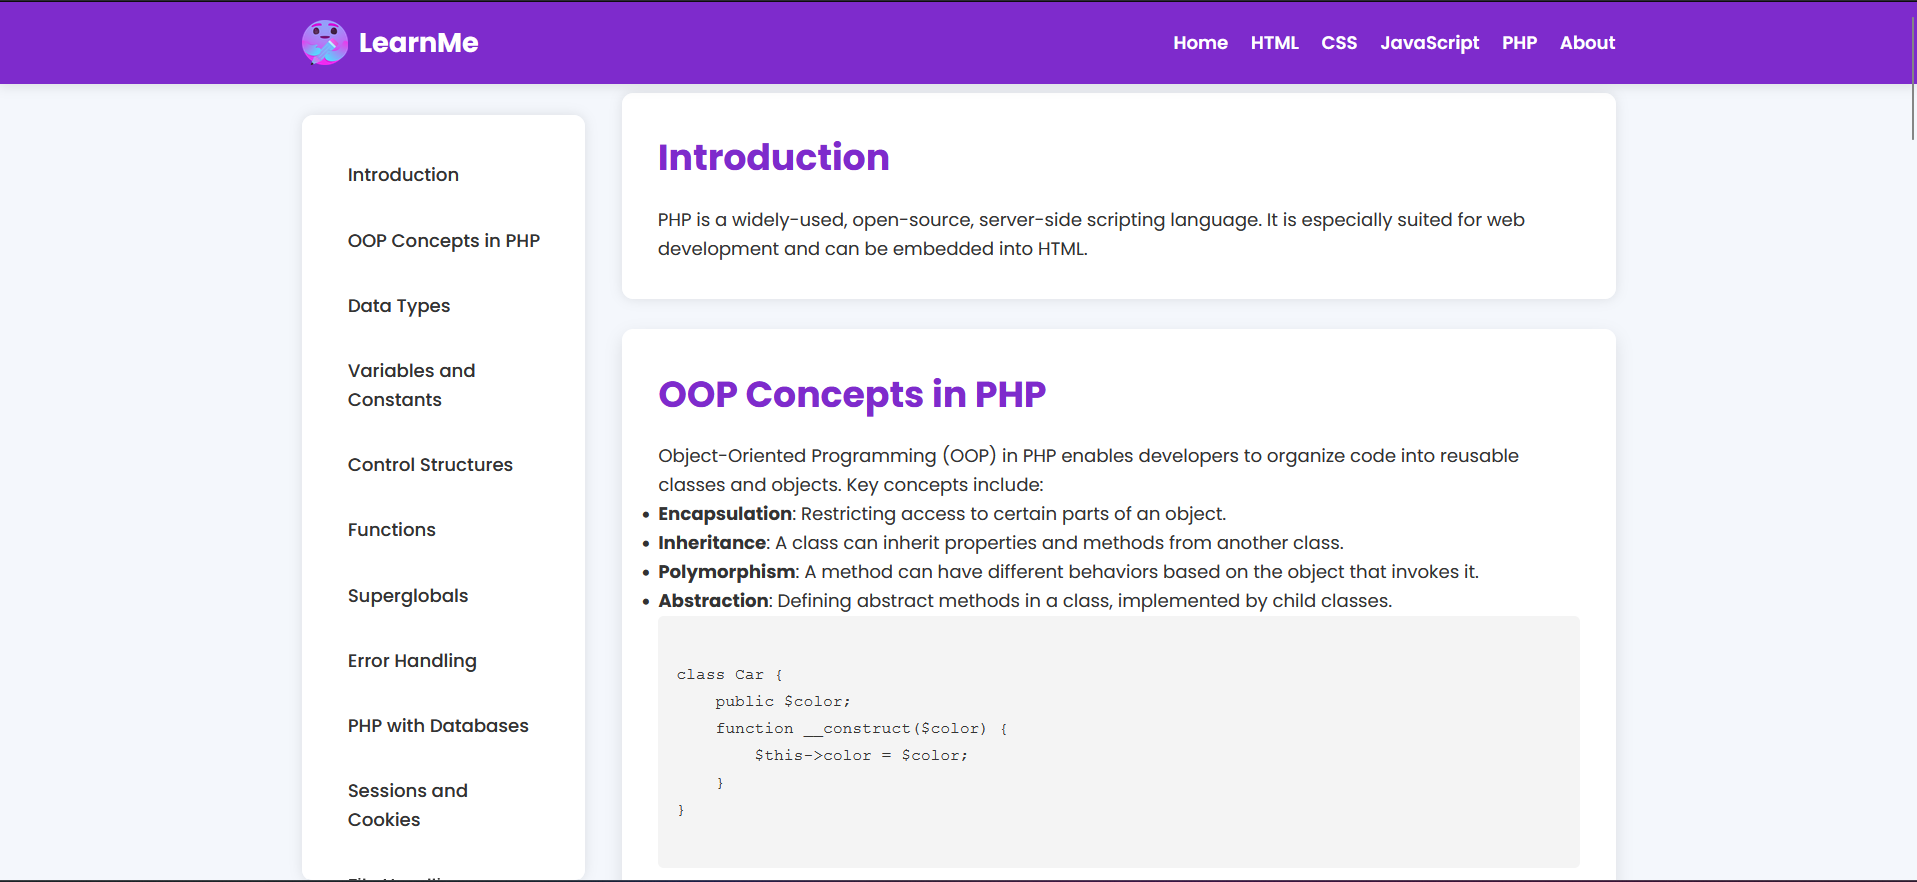 LearnMe
Home HTML CSS JavaScript PHP About
Introduction
OOP Concepts in PHP
Data Types
Variables and
Constants
Control Structures
Functions
Superglobals
Error Handling
PHP with Databases
Sessions and
Cookies
Introduction
PHP is a widely-used, open-source, server-side scripting language. It is especially suited for web
development and can be embedded into HTML.
OOP Concepts in PHP
Object-Oriented Programming (OOP) in PHP enables developers to organize code into reusable
classes and objects. Key concepts include:
• Encapsulation: Restricting access to certain parts of an object.
• Inheritance: A class can inherit properties and methods from another class.
• Polymorphism: A method can have different behaviors based on the object that invokes it.
• Abstraction: Defining abstract methods in a class, implemented by child classes.
class Car {
    public $color;
    function __construct($color) {
        $this->color = $color;
    }
}